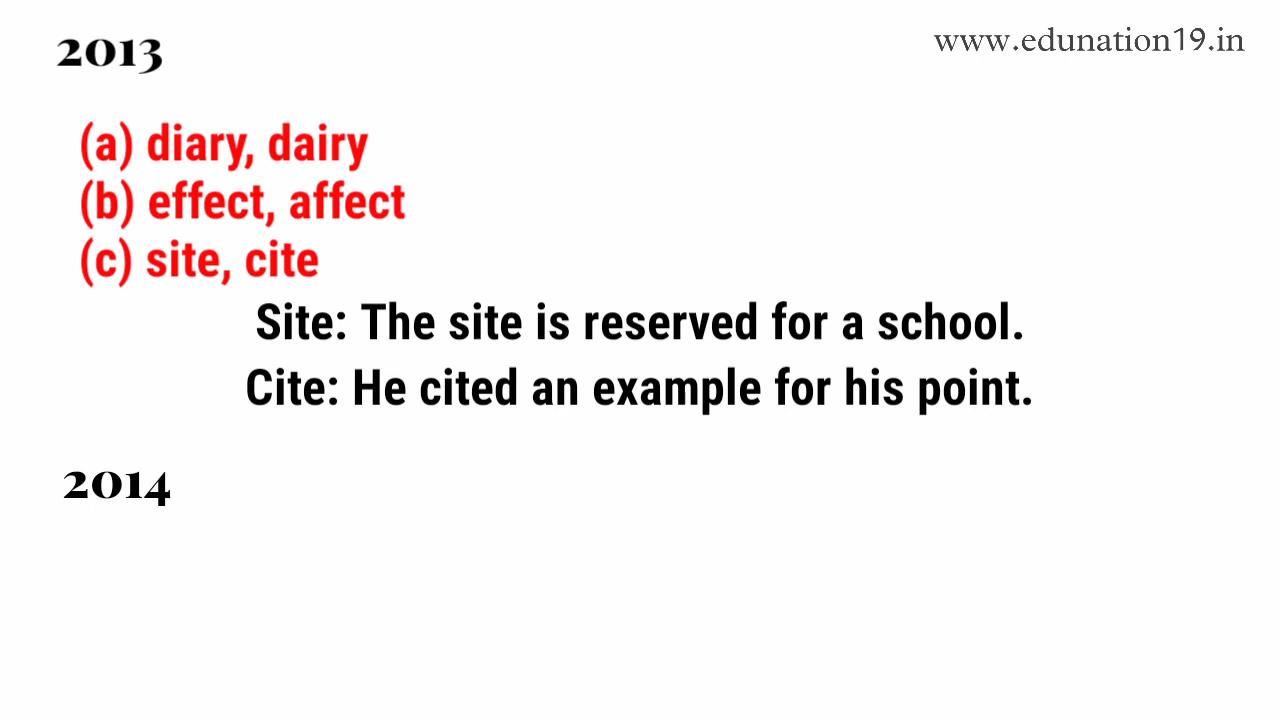 2013
www.edunation19.in
(a) diary, dairy
(b) effect, affect
(c) site, cite
Site: The site is reserved for a school.
Cite: He cited an example for his point.
2014